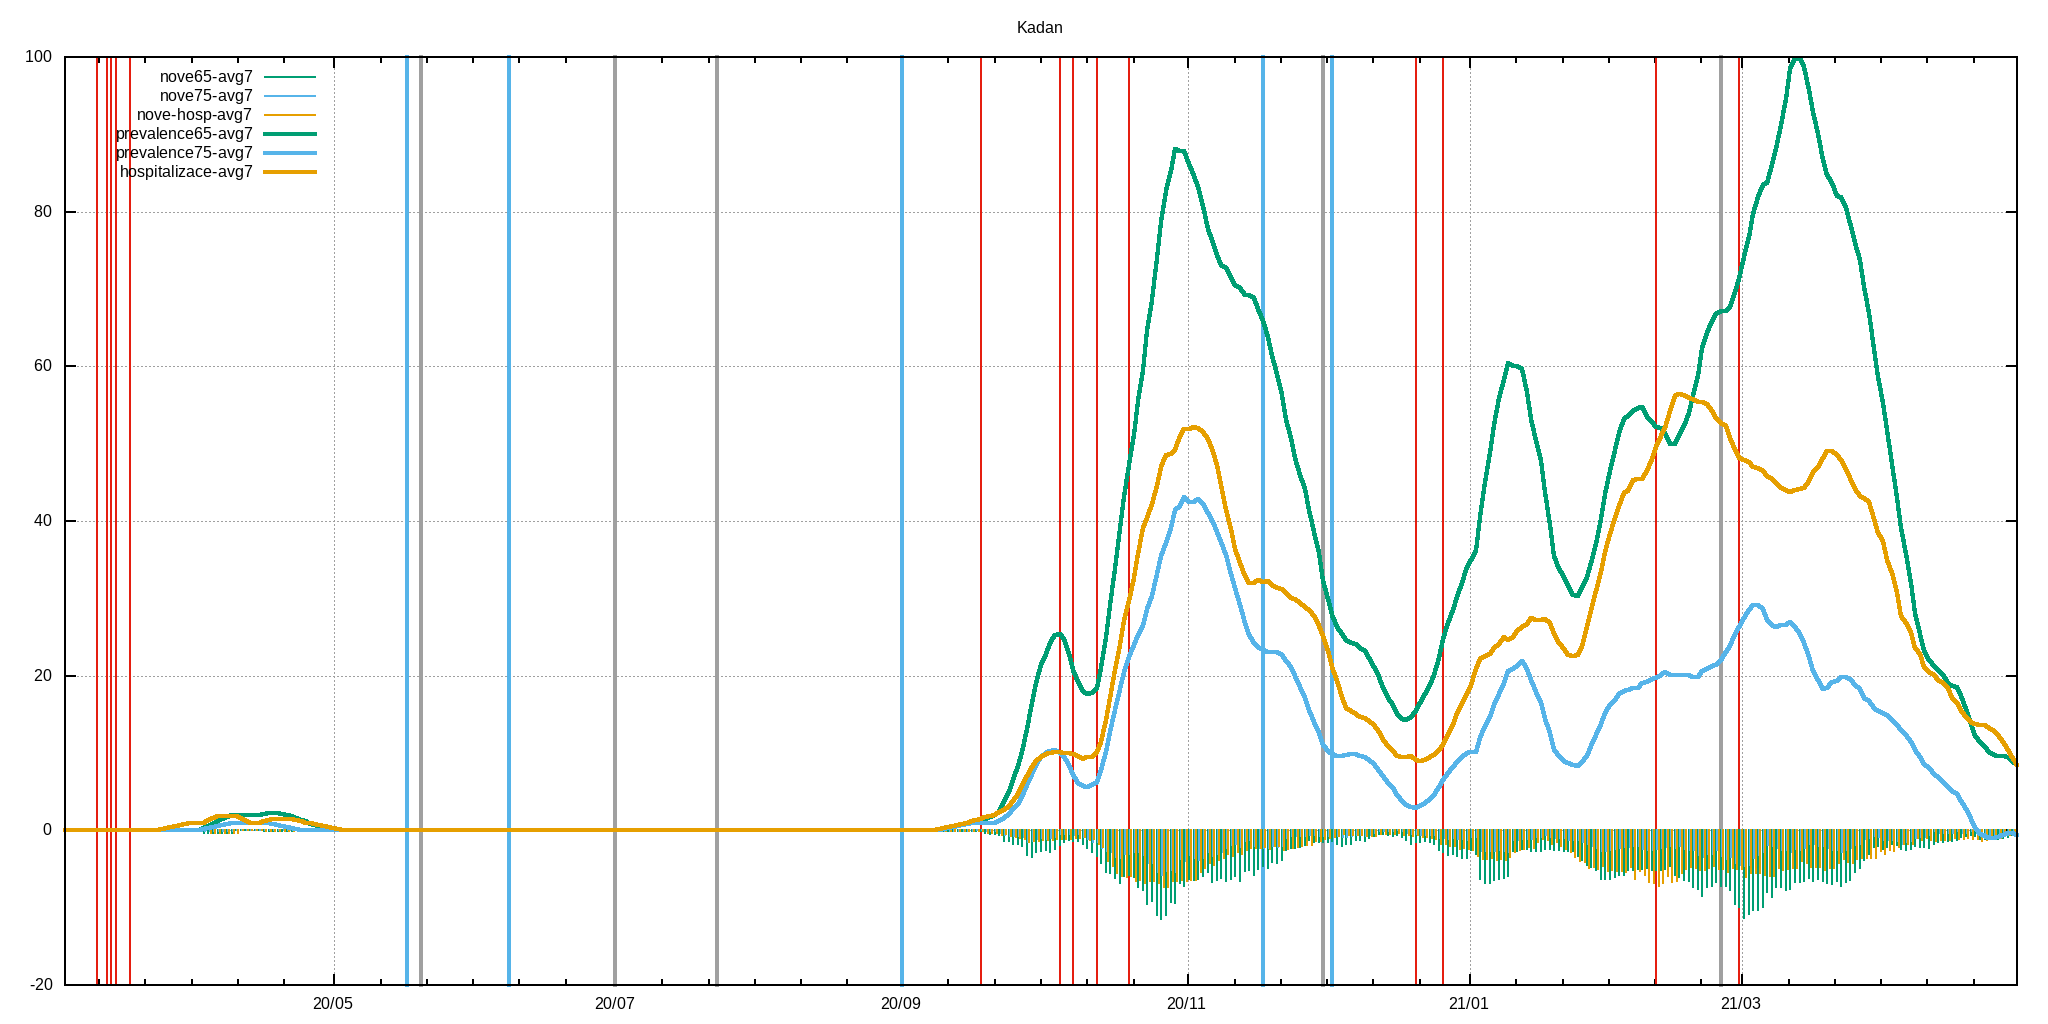 Kadan
100
80
60
40
20
0
-20
nove65-avg7
nove75-avg7
nove-hosp-avg7
prevalence65-avg7
prevalence75-avg7
hospitalizace-avg7
20/05
20/07
20/09
20/11
21/01
21/03